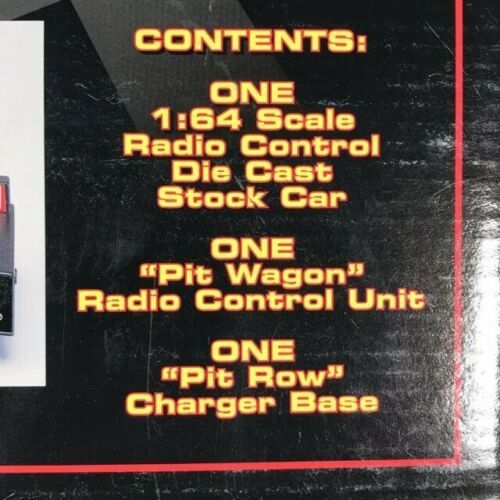 CONTENTS:
ONE
1:64 Scale
Radio Control
Die Cast
Stock Car
ONE
“Pit Wagon”
Radio Control Unit
ONE
“Pit Row”
Charger Base